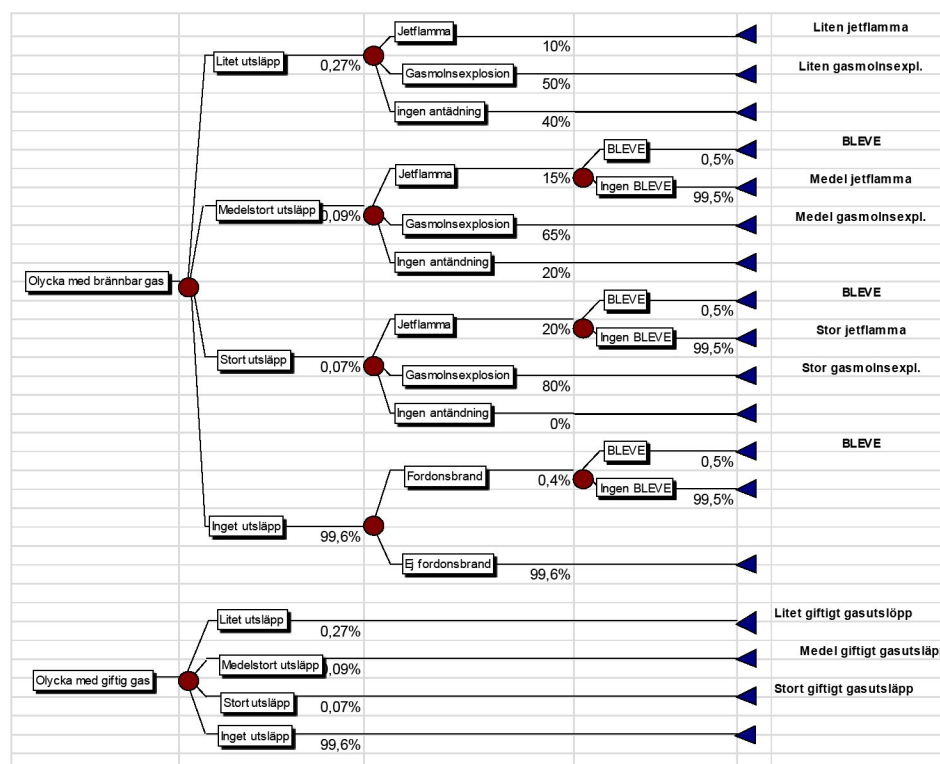 Jetflamma
10%
Liten jetflamma
Litet utsläpp
0,27%
Gasmolnsexplosion
50%
Liten gasmolnsexpl.
ingen antädning
40%
BLEVE
0,5%
BLEVE
Jetflamma
15%
Ingen BLEVE
99,5%
Medel jetflamma
Medelstort utsläpp
0,09%
Gasmolnsexplosion
65%
Medel gasmolnsexpl.
Ingen antändning
20%
Olycka med brännbar gas
BLEVE
0,5%
BLEVE
Jetflamma
20%
Ingen BLEVE
99,5%
Stor jetflamma
Stort utsläpp
0,07%
Gasmolnsexplosion
80%
Stor gasmolnsexpl.
Ingen antändning
0%
BLEVE
0,5%
BLEVE
Fordonsbrand
0,4%
Ingen BLEVE
99,5%
Inget utsläpp
99,6%
Ej fordonsbrand
99,6%
Litet utsläpp
0,27%
Litet giftigt gasutslöpp
Medelstort utsläpp
0,09%
Medel giftigt gasutsläpp
Olycka med giftig gas
Stort utsläpp
0,07%
Stort giftigt gasutsläpp
Inget utsläpp
99,6%